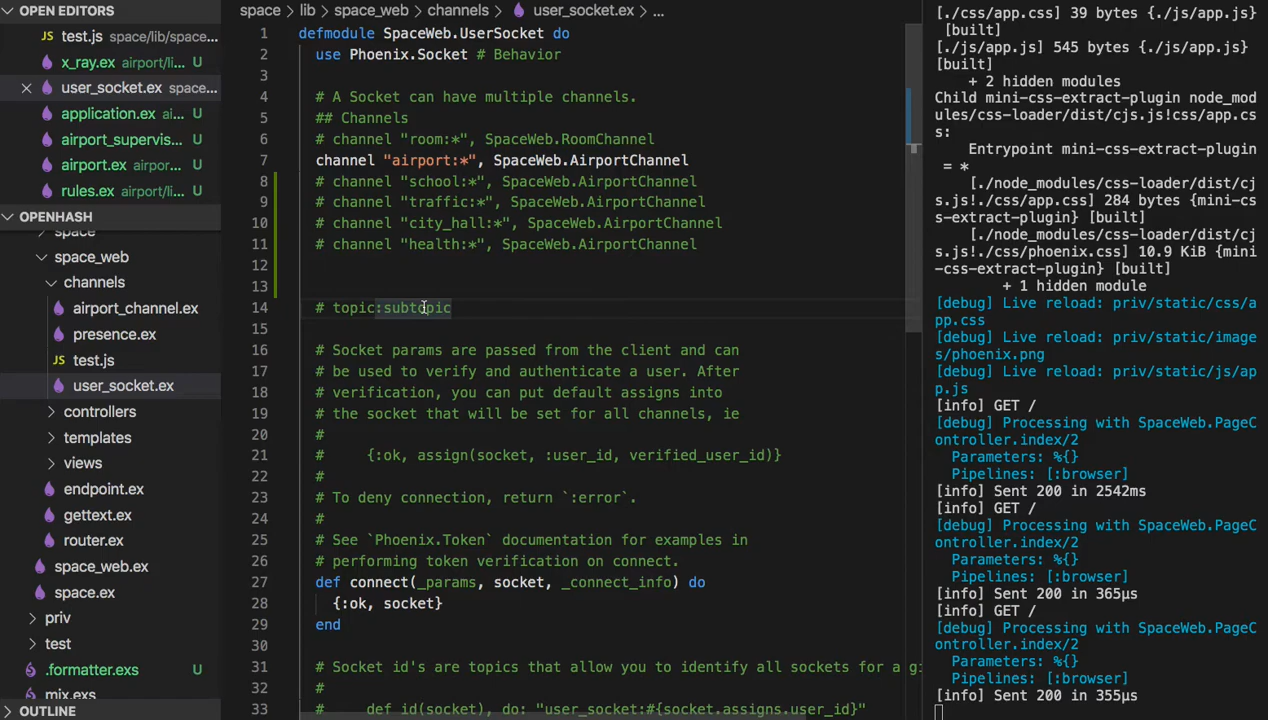 OPEN EDITORS
test.js space/lib/space...
x_ray.ex airport/li... U
user_socket.ex space...
application.ex ai... U
airport_supervis... U
airport.ex airpor... U
rules.ex airport/li... U
OPENHASH
space
space_web
channels
airport_channel.ex
presence.ex
test.js
user_socket.ex
controllers
templates
views
endpoint.ex
gettext.ex
router.ex
space_web.ex
space.ex
priv
test
.formatter.exs U
mix.exs
OUTLINE
space > lib > space_web > channels > user_socket.ex > ...
1 defmodule SpaceWeb.UserSocket do
2 use Phoenix.Socket # Behavior
3
4 # A Socket can have multiple channels.
5 ## Channels
6 # channel "room:*", SpaceWeb.RoomChannel
7 channel "airport:*", SpaceWeb.AirportChannel
8 # channel "school:*", SpaceWeb.AirportChannel
9 # channel "traffic:*", SpaceWeb.AirportChannel
10 # channel "city_hall:*", SpaceWeb.AirportChannel
11 # channel "health:*", SpaceWeb.AirportChannel
12
13
14 # topic:subtopic
15
16 # Socket params are passed from the client and can
17 # be used to verify and authenticate a user. After
18 # verification, you can put default assigns into
19 # the socket that will be set for all channels, ie
20 #
21 # {:ok, assign(socket, :user_id, verified_user_id)}
22 #
23 # To deny connection, return `:error`.
24 #
25 # See `Phoenix.Token` documentation for examples in
26 # performing token verification on connect.
27 def connect(_params, socket, _connect_info) do
28 {:ok, socket}
29 end
30
31 # Socket id's are topics that allow you to identify all sockets for a gi
32 #
33 # def id(socket), do: "user_socket:#{socket.assigns.user_id}"
[./css/app.css] 39 bytes {./js/app.js}
[built]
[./js/app.js] 545 bytes {./js/app.js}
[built]
+ 2 hidden modules
Child mini-css-extract-plugin node_mod
ules/css-loader/dist/cjs.js!css/app.cs
s:
Entrypoint mini-css-extract-plugin
= *
[./node_modules/css-loader/dist/cj
s.js!./css/app.css] 284 bytes {mini-cs
s-extract-plugin} [built]
[./node_modules/css-loader/dist/cj
s.js!./css/phoenix.css] 10.9 KiB {mini
-css-extract-plugin} [built]
+ 1 hidden module
[debug] Live reload: priv/static/css/a
pp.css
[debug] Live reload: priv/static/image
s/phoenix.png
[debug] Live reload: priv/static/js/ap
p.js
[info] GET /
[debug] Processing with SpaceWeb.PageC
ontroller.index/2
Parameters: %{}
Pipelines: [:browser]
[info] Sent 200 in 2542ms
[info] GET /
[debug] Processing with SpaceWeb.PageC
ontroller.index/2
Parameters: %{}
Pipelines: [:browser]
[info] Sent 200 in 365µs
[info] GET /
[debug] Processing with SpaceWeb.PageC
ontroller.index/2
Parameters: %{}
Pipelines: [:browser]
[info] Sent 200 in 355µs